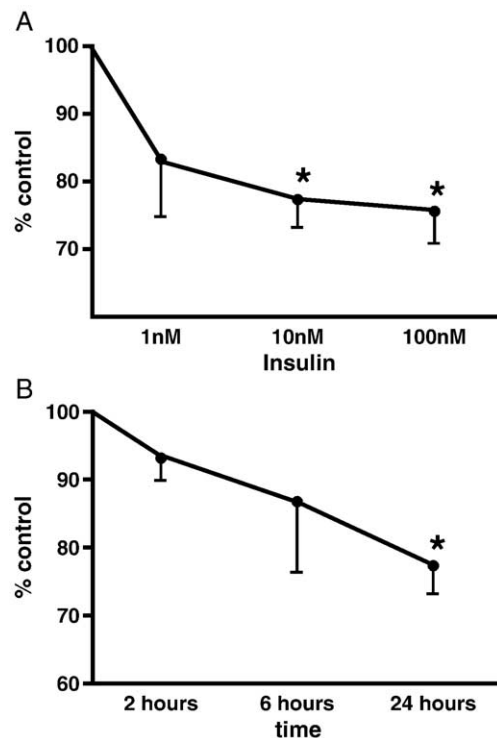 A
100
90
80
70
% control
*
*
1nM 10nM 100nM
Insulin
B
100
90
80
70
60
% control
*
2 hours 6 hours 24 hours
time